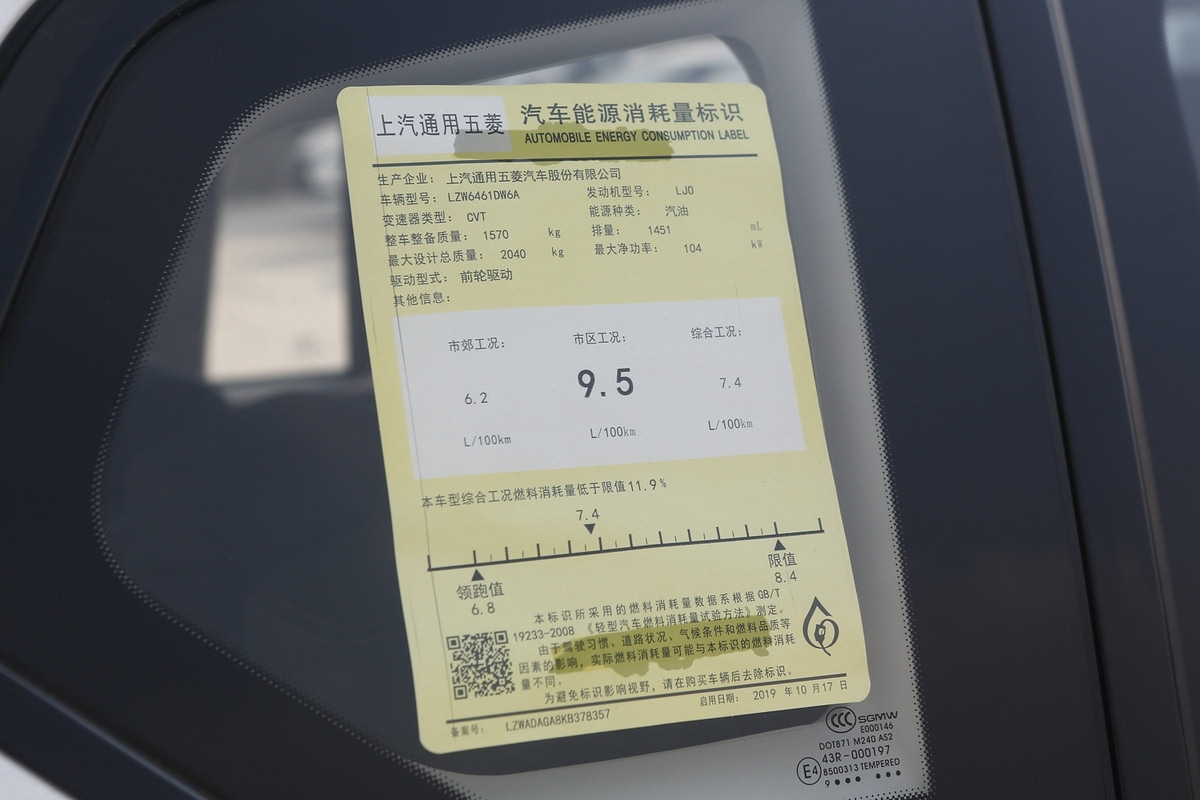 上汽通用五菱 汽车能源消耗量标识
AUTOMOBILE ENERGY CONSUMPTION LABEL
生产企业: 上汽通用五菱汽车股份有限公司
车辆型号: LZW6461DW6A 发动机型号: LJO
变速器类型: CVT 能源种类: 汽油
整车整备质量: 1570 kg 排量: 1451 mL
最大设计总质量: 2040 kg 最大净功率: 104 kW
驱动型式: 前轮驱动
其他信息:
市郊工况: 市区工况: 综合工况:
6.2 9.5 7.4
L/100km L/100km L/100km
本车型综合工况燃料消耗量低于限值11.9%
7.4
领跑值 限值
6.8 8.4
本标识所采用的燃料消耗量数据系根据GB/T
19233-2008 《轻型汽车燃料消耗量试验方法》测定。
由于驾驶习惯、道路状况、气候条件和燃料品质等
因素的影响，实际燃料消耗量可能与本标识的燃料消耗
量不同。
为避免标识影响视野，请在购买车辆后去除标识。
备案号: LZWADAGA8KB378357 启用日期: 2019 年10 月17 日
CCC SGMW
E000146
DOT871 M240 AS2
43R-000197
E4 8500313 TEMPERED
9